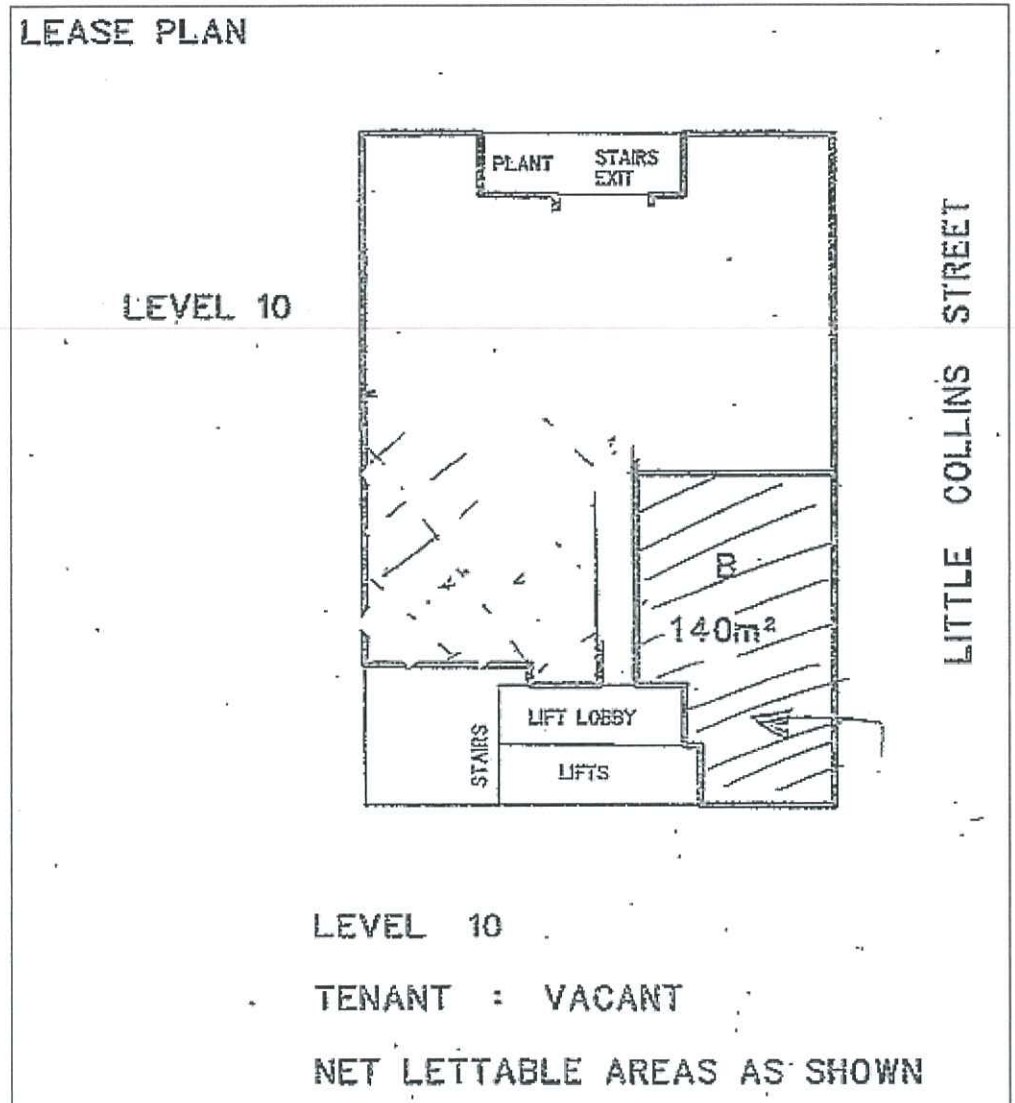 LEASE PLAN
PLANT
STAIRS
EXIT
LEVEL 10
LITTLE COLLINS STREET
B
140m²
LIFT LOBBY
STAIRS
LIFTS
LEVEL 10
TENANT : VACANT
NET LETTABLE AREAS AS SHOWN